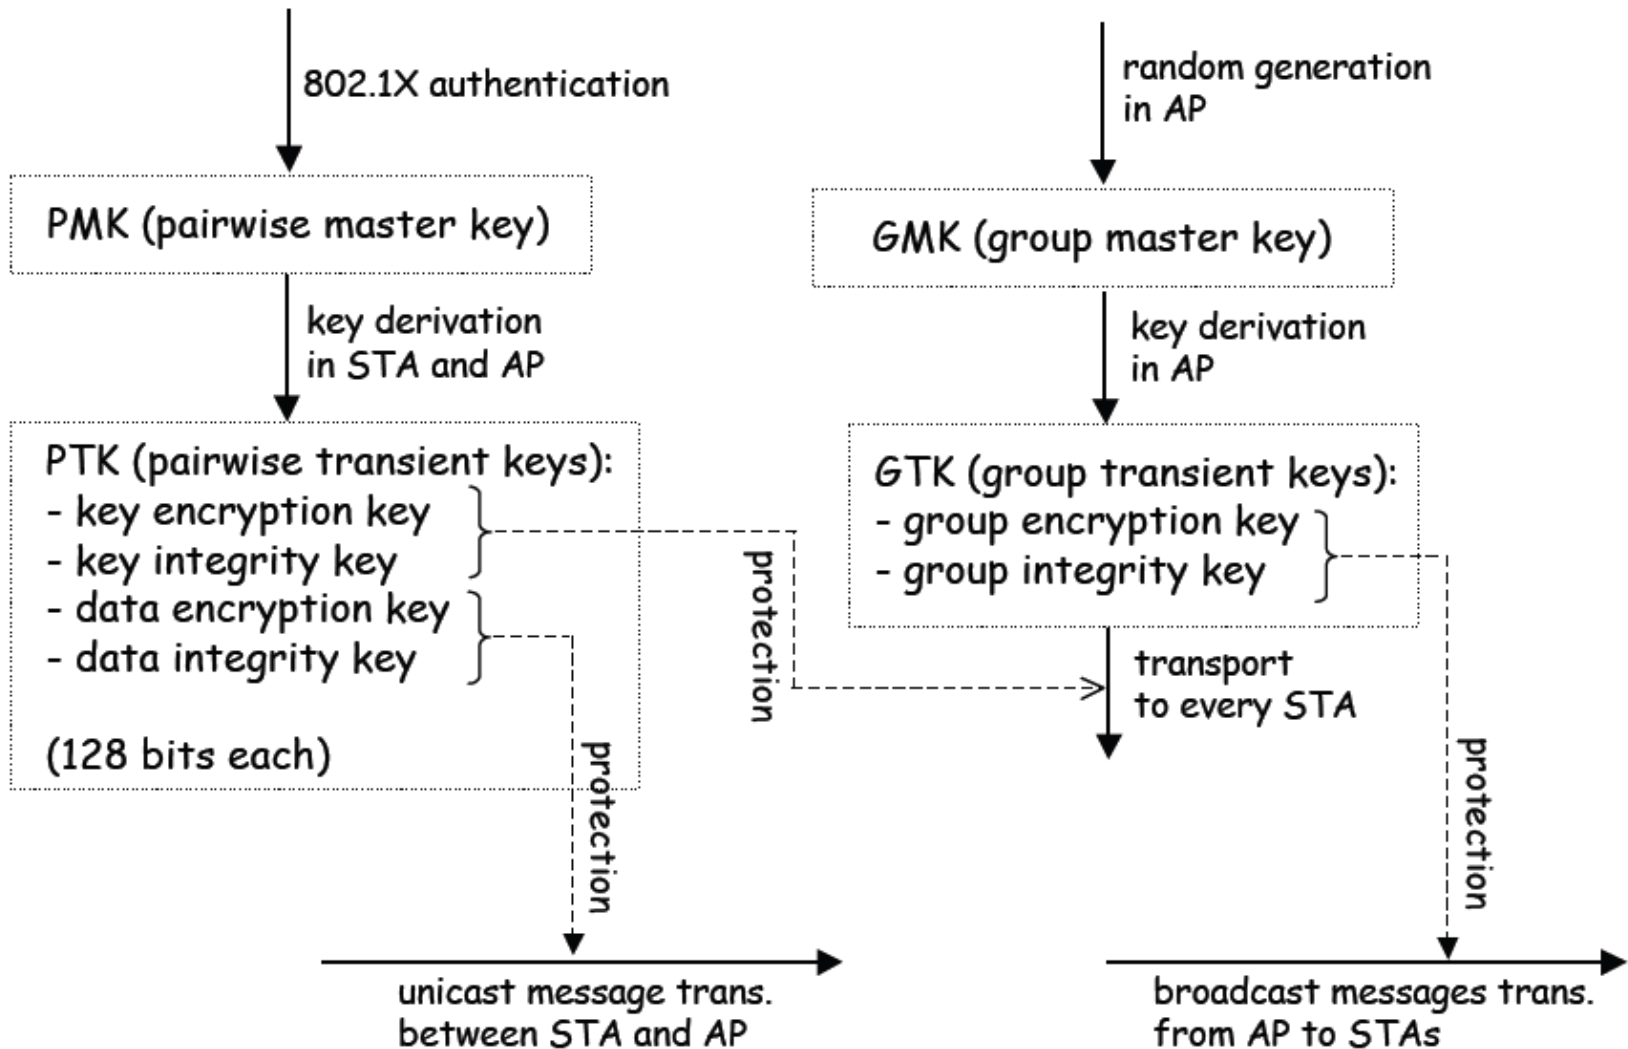 802.1X authentication
PMK (pairwise master key)
key derivation
in STA and AP
PTK (pairwise transient keys):
- key encryption key
- key integrity key
- data encryption key
- data integrity key
(128 bits each)
protection
unicast message trans.
between STA and AP
protection
random generation
in AP
GMK (group master key)
key derivation
in AP
GTK (group transient keys):
- group encryption key
- group integrity key
transport
to every STA
protection
broadcast messages trans.
from AP to STAs